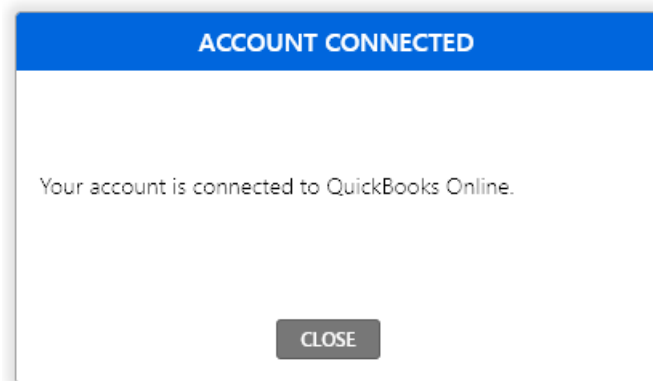 ACCOUNT CONNECTED
Your account is connected to QuickBooks Online.
CLOSE